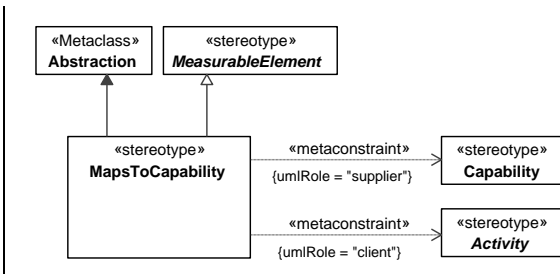 «Metaclass»
Abstraction
«stereotype»
MeasurableElement
«stereotype»
MapsToCapability
«metaconstraint»
{umlRole = "supplier"}
«stereotype»
Capability
«metaconstraint»
{umlRole = "client"}
«stereotype»
Activity